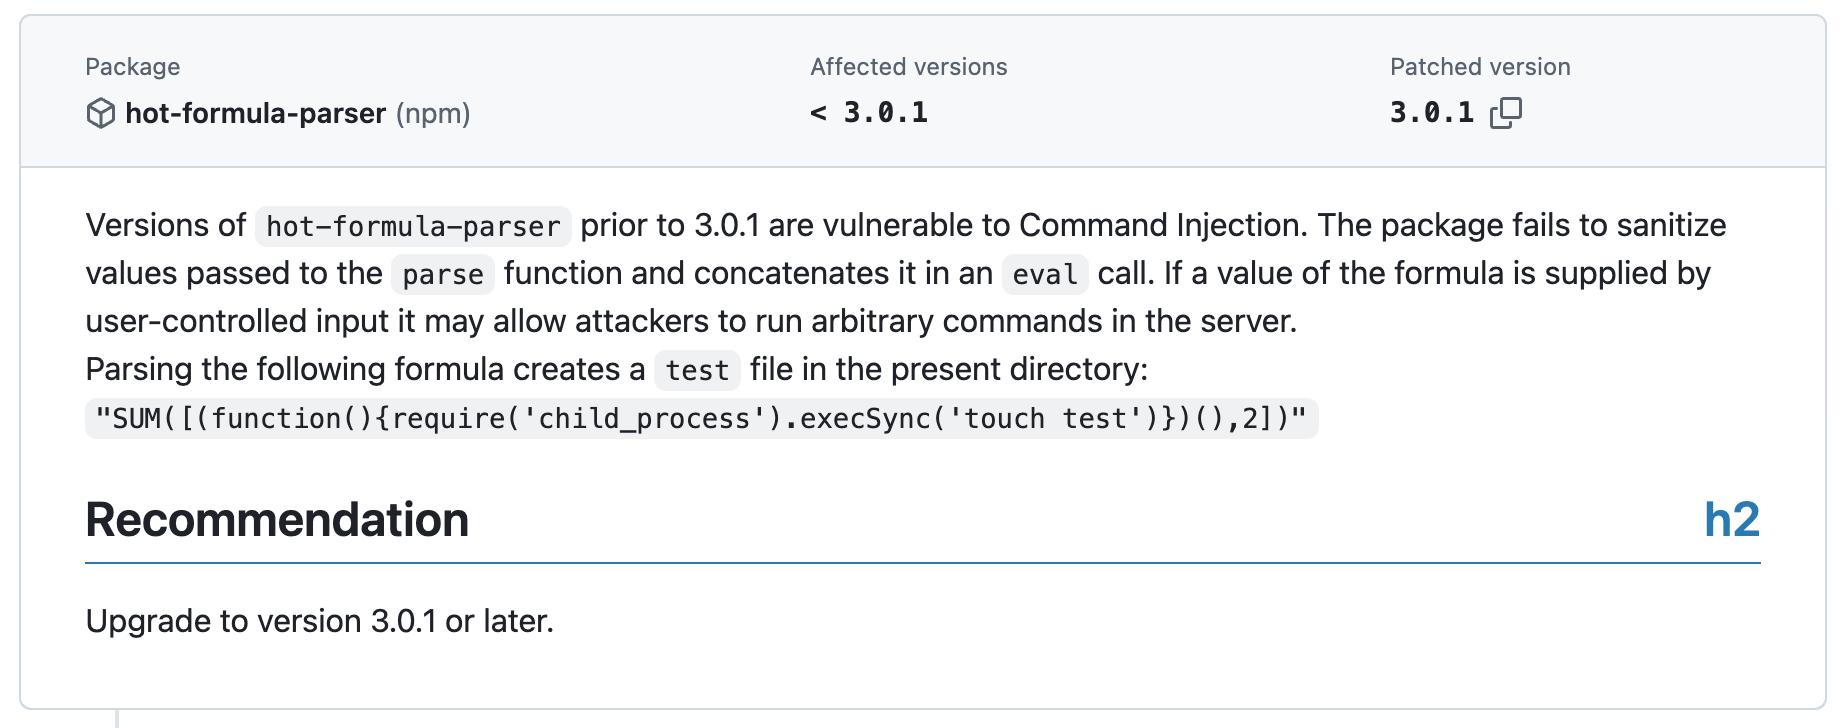 Package
Affected versions
Patched version
hot-formula-parser (npm)
< 3.0.1
3.0.1
Versions of hot-formula-parser prior to 3.0.1 are vulnerable to Command Injection. The package fails to sanitize
values passed to the parse function and concatenates it in an eval call. If a value of the formula is supplied by
user-controlled input it may allow attackers to run arbitrary commands in the server.
Parsing the following formula creates a test file in the present directory:
"SUM([(function(){require('child_process').execSync('touch test')})(),2])"
Recommendation
h2
Upgrade to version 3.0.1 or later.